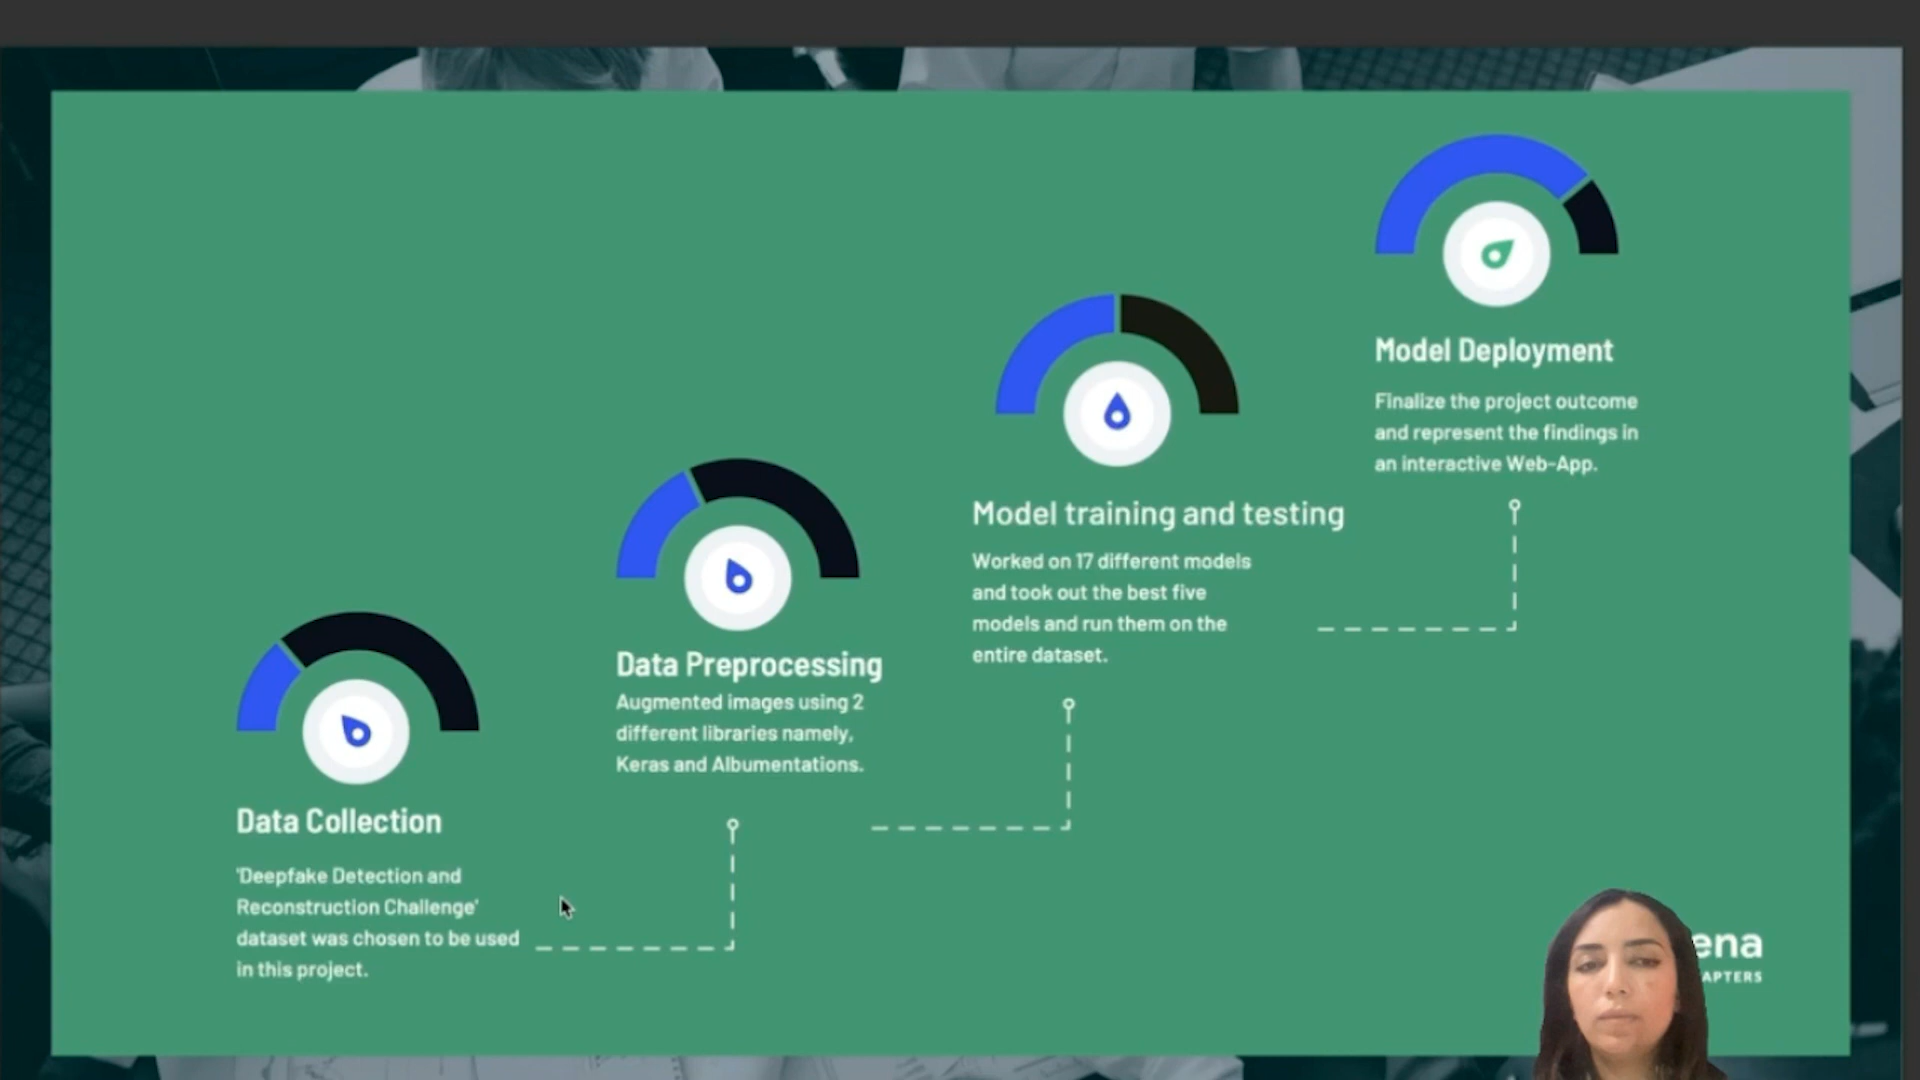 Model Deployment
Finalize the project outcome
and represent the findings in
an interactive Web-App.
Model training and testing
Worked on 17 different models
and took out the best five
models and run them on the
entire dataset.
Data Preprocessing
Augmented images using 2
different libraries namely,
Keras and Albumentations.
Data Collection
'Deepfake Detection and
Reconstruction Challenge'
dataset was chosen to be used
in this project.
ena
APTERS